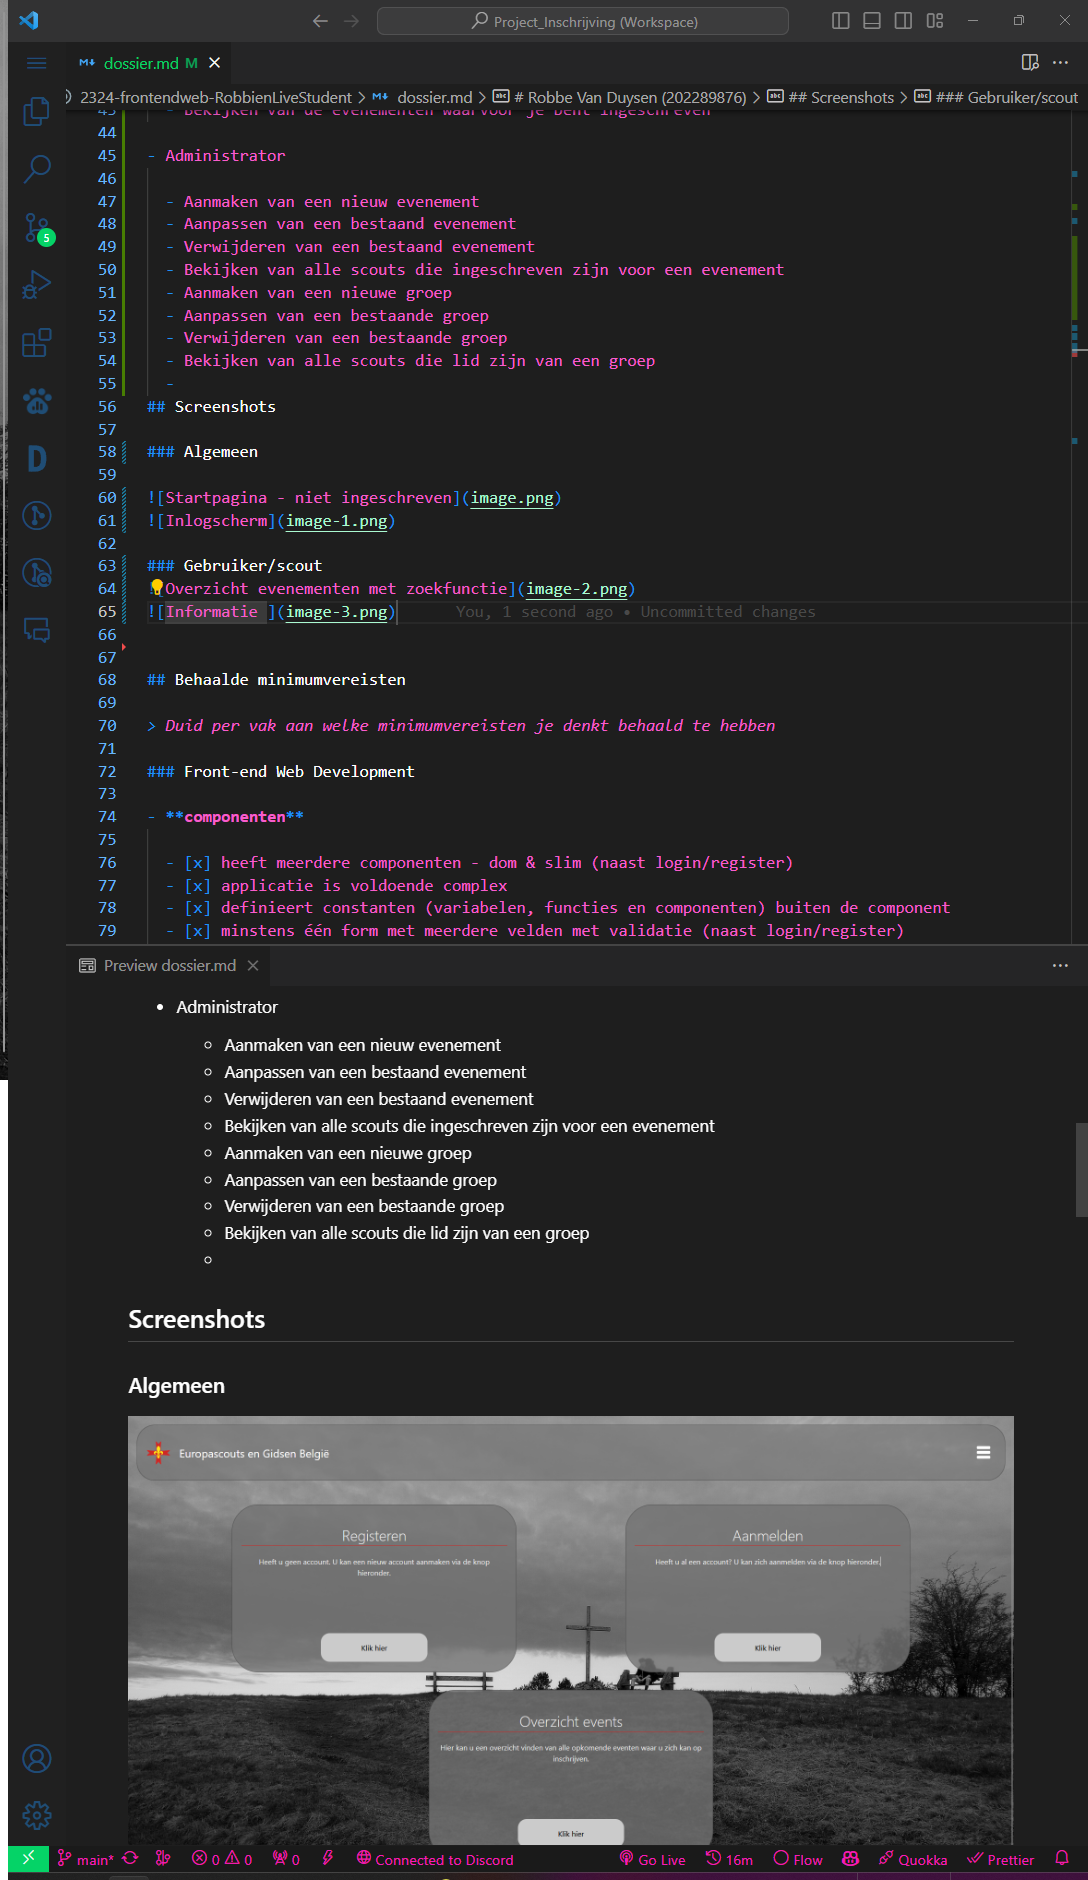 Project_Inschrijving (Workspace)
dossier.md M
2324-frontendweb-RobbienLiveStudent > dossier.md > # Robbe Van Duysen (202289876) > ## Screenshots > ### Gebruiker/scout
43 - Bekijken van de evenementen waarvoor je bent ingeschreven
44
45 - Administrator
46
47 - Aanmaken van een nieuw evenement
48 - Aanpassen van een bestaand evenement
49 - Verwijderen van een bestaand evenement
50 - Bekijken van alle scouts die ingeschreven zijn voor een evenement
51 - Aanmaken van een nieuwe groep
52 - Aanpassen van een bestaande groep
53 - Verwijderen van een bestaande groep
54 - Bekijken van alle scouts die lid zijn van een groep
55 -
56 ## Screenshots
57
58 ### Algemeen
59
60 ![Startpagina - niet ingeschreven](image.png)
61 ![Inlogscherm](image-1.png)
62
63 ### Gebruiker/scout
64 ![Overzicht evenementen met zoekfunctie](image-2.png)
65 ![Informatie ](image-3.png) You, 1 second ago • Uncommitted changes
66
67
68 ## Behaalde minimumvereisten
69
70 > Duid per vak aan welke minimumvereisten je denkt behaald te hebben
71
72 ### Front-end Web Development
73
74 - **componenten**
75
76 - [x] heeft meerdere componenten - dom & slim (naast login/register)
77 - [x] applicatie is voldoende complex
78 - [x] definieert constanten (variabelen, functies en componenten) buiten de component
79 - [x] minstens één form met meerdere velden met validatie (naast login/register)
5
D
Preview dossier.md
• Administrator
Aanmaken van een nieuw evenement
Aanpassen van een bestaand evenement
Verwijderen van een bestaand evenement
Bekijken van alle scouts die ingeschreven zijn voor een evenement
Aanmaken van een nieuwe groep
Aanpassen van een bestaande groep
Verwijderen van een bestaande groep
Bekijken van alle scouts die lid zijn van een groep
Screenshots
Algemeen
Europascouts en Gidsen België
Registeren
Heeft u geen account. U kan een nieuw account aanmaken via de knop
hieronder.
Klik hier
Aanmelden
Heeft u al een account? U kan zich aanmelden via de knop hieronder.
Klik hier
Overzicht events
Hier kan u een overzicht vinden van alle opkomende eventen waar u zich kan op
inschrijven.
Klik hier
main* 0 0 0 Connected to Discord Go Live 16m Flow Quokka Prettier